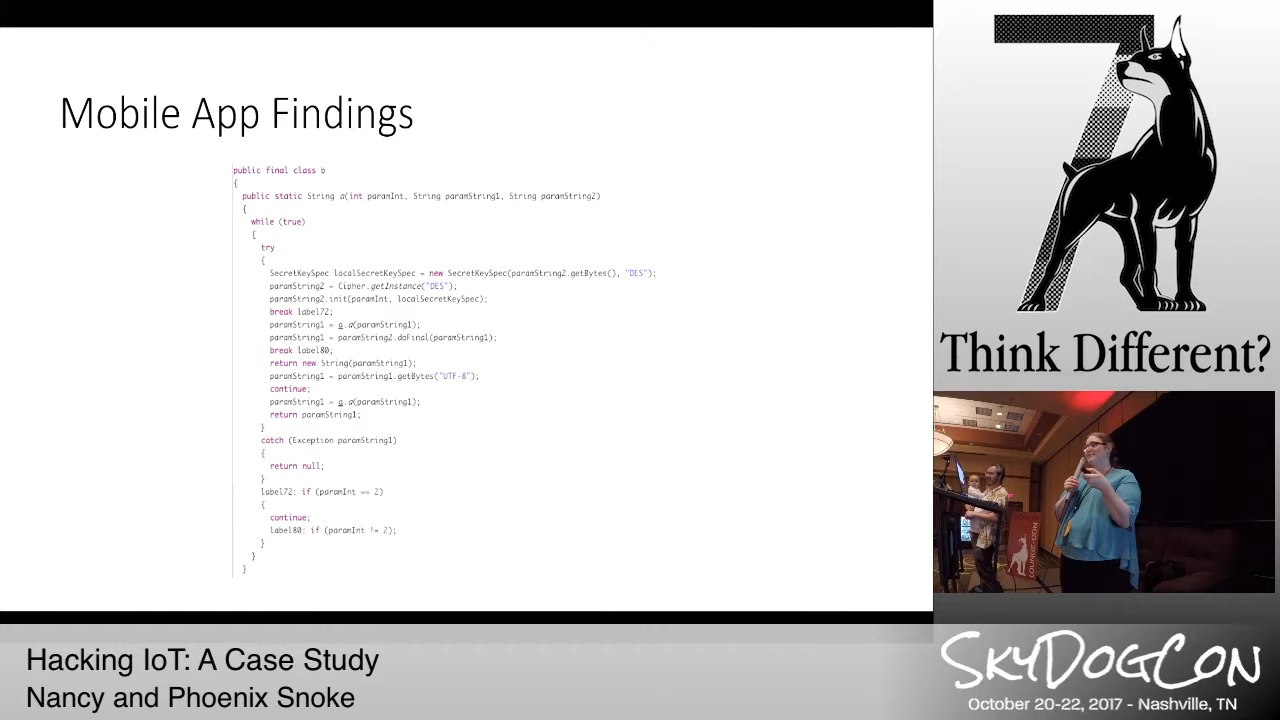 Mobile App Findings
public final class b
{
public static String a(int paramInt, String paramString1, String paramString2)
{
while (true)
{
try
{
SecretKeySpec localSecretKeySpec = new SecretKeySpec(paramString2.getBytes(), "DES");
paramString2 = Cipher.getInstance("DES");
paramString2.init(paramInt, localSecretKeySpec);
break label72;
paramString1 = a.a(paramString1);
paramString1 = paramString2.doFinal(paramString1);
break label80;
return new String(paramString1);
paramString1 = paramString1.getBytes("UTF-8");
continue;
paramString1 = a.a(paramString1);
return paramString1;
}
catch (Exception paramString1)
{
return null;
}
label72: if (paramInt == 2)
{
continue;
label80: if (paramInt != 2);
}
}
}
7
Think Different?
LOUNGE-CON
Hacking IoT: A Case Study
Nancy and Phoenix Snoke
SKYDOGCON
October 20-22, 2017 - Nashville, TN